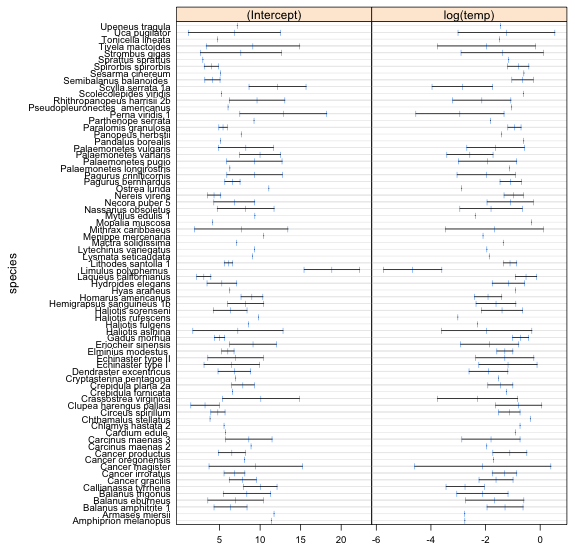 (Intercept) log(temp)
Upeneus tragula
Uca pugilator
Tonicella lineata
Tivela mactoides
Strombus gigas
Sprattus sprattus
Spirorbis spirorbis
Sesarma cinereum
Semibalanus balanoides
Scylla serrata 1a
Scolecolepides viridis
Rhithropanopeus harrisii 2b
Pseudopleuronectes americanus
Perna viridis 1
Parthenope serrata
Paralomis granulosa
Panopeus herbstii
Pandalus borealis
Palaemonetes vulgaris
Palaemonetes varians
Palaemonetes pugio
Palaemonetes longirostris
Pagurus criniticornis
Pagurus bernhardus
Ostrea lurida
Nereis virens
Necora puber 5
Nassarius obsoletus
Mytilus edulis 1
Mopalia muscosa
Mithrax caribbaeus
Menippe mercenaria
Mactra solidissima
Lytechinus variegatus
Lysmata seticaudata
Lithodes santolla 1
Limulus polyphemus
Laqueus californianus
Hydroides elegans
Hyas araneus
Homarus americanus
Hemigrapsus sanguineus 1b
Haliotis sorenseni
Haliotis rufescens
Haliotis fulgens
Haliotis asinina
Gadus morhua
Eriocheir sinensis
Elminius modestus
Echinaster type II
Echinaster type I
Dendraster excentricus
Cryptasterina pentagona
Crepidula plana 2a
Crepidula fornicata
Crassostrea virginica
Clupea harengus pallasi
Circeus spirillum
Chthamalus stellatus
Chlamys hastata 2
Cardium edule
Carcinus maenas 3
Carcinus maenas 2
Cancer productus
Cancer oregonensis
Cancer magister
Cancer irroratus
Cancer gracilis
Callianassa tyrrhena
Balanus trigonus
Balanus eburneus
Balanus amphitrite 1
Armases miersii
Amphiprion melanopus
species
5 10 15 20 -6 -4 -2 0